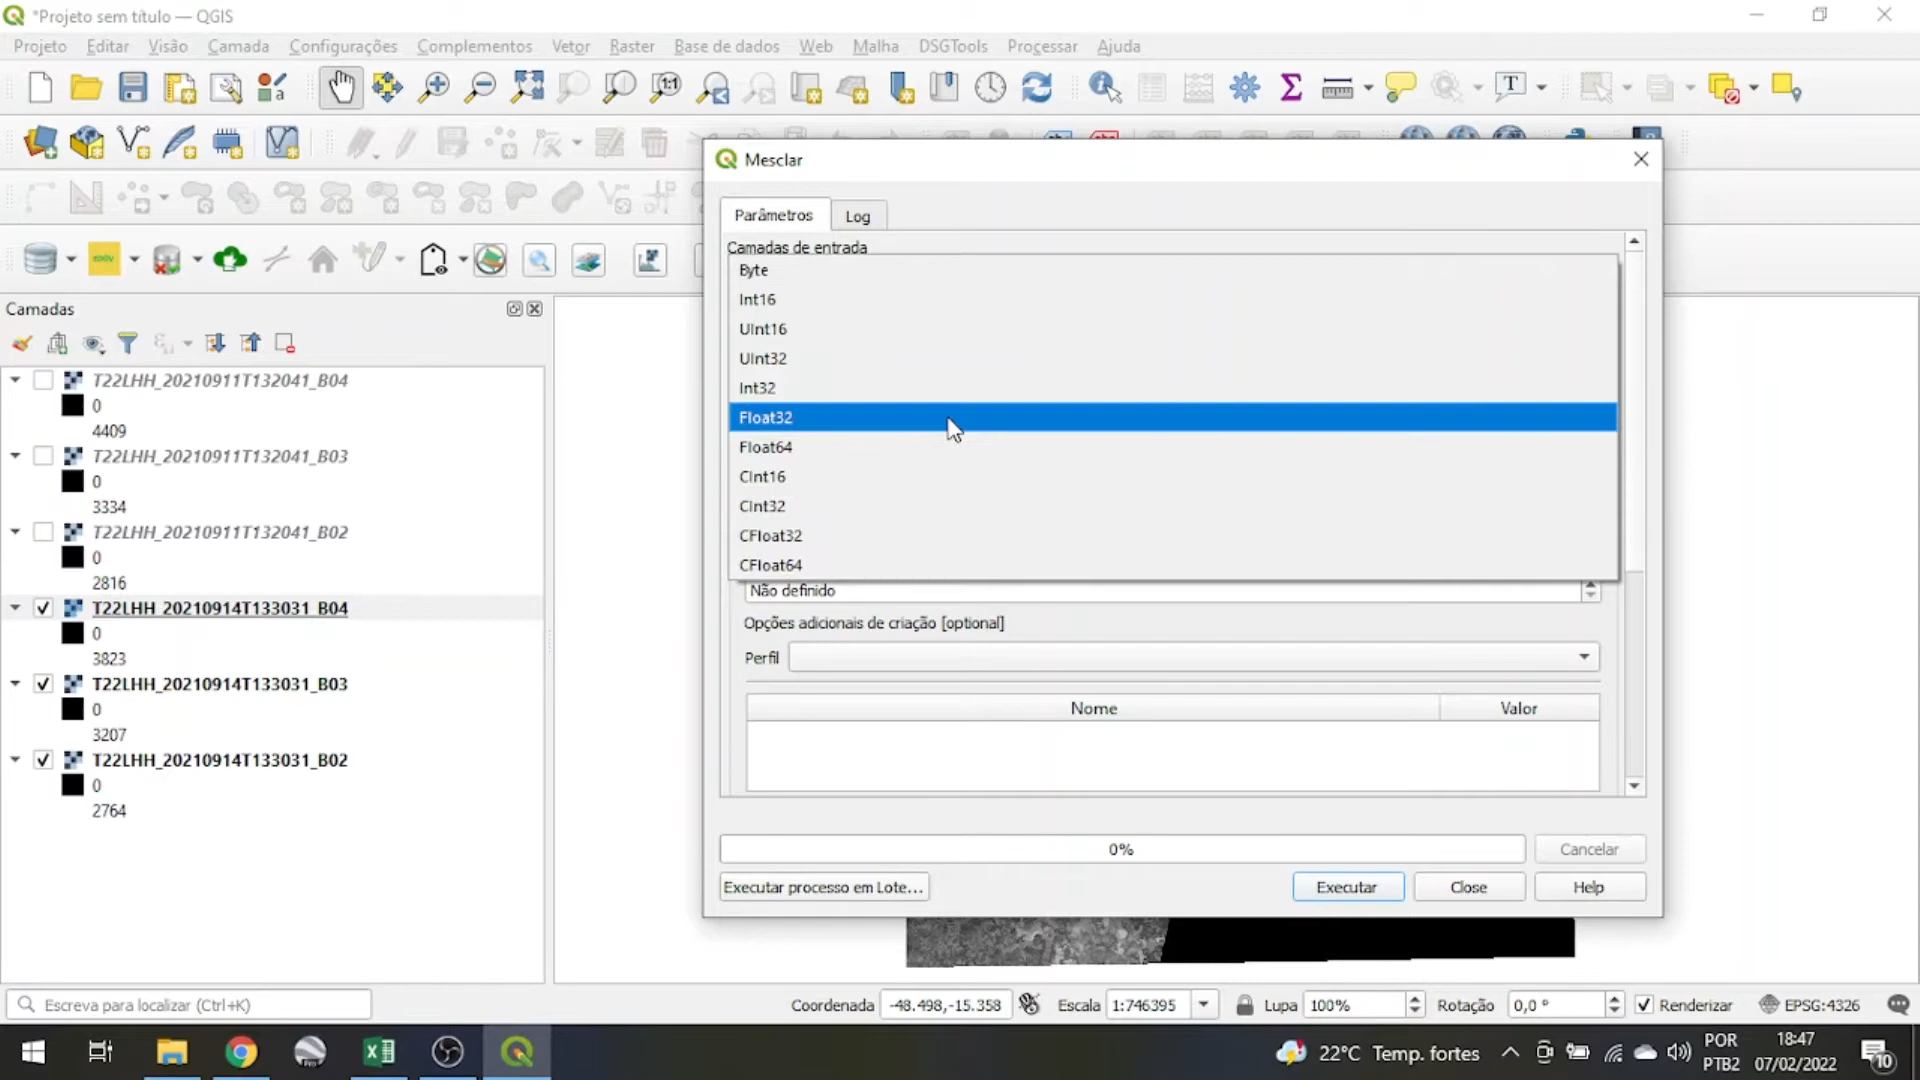 *Projeto sem título — QGIS
Projeto Editar Visão Camada Configurações Complementos Vetor Raster Base de dados Web Malha DSGTools Processar Ajuda
Mesclar
Parâmetros
Log
Camadas de entrada
Byte
Int16
UInt16
UInt32
Int32
Float32
Float64
CInt16
CInt32
CFloat32
CFloat64
Não definido
Opções adicionais de criação [optional]
Perfil
Nome
Valor
0%
Cancelar
Executar processo em Lote...
Executar
Close
Help
Camadas
T22LHH_20210911T132041_B04
0
4409
T22LHH_20210911T132041_B03
0
3334
T22LHH_20210911T132041_B02
0
2816
T22LHH_20210914T133031_B04
0
3823
T22LHH_20210914T133031_B03
0
3207
T22LHH_20210914T133031_B02
0
2764
Escreva para localizar (Ctrl+K)
Coordenada -48.498,-15.358 Escala 1:746395 Lupa 100% Rotação 0,0 ° Renderizar EPSG:4326
22°C Temp. fortes
POR
PTB2
18:47
07/02/2022
10